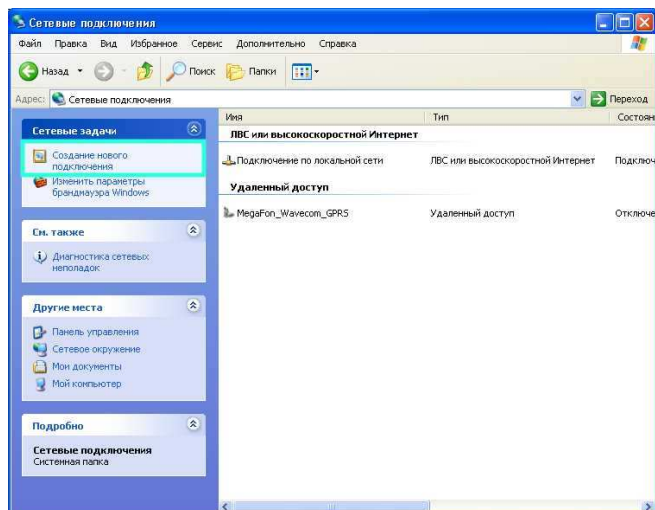 Сетевые подключения
Файл Правка Вид Избранное Сервис Дополнительно Справка
Назад Поиск Папки
Адрес: Сетевые подключения Переход
Имя Тип Состоян
Сетевые задачи
Создание нового
подключения
Изменить параметры
брандмауэра Windows
ЛВС или высокоскоростной Интернет
Подключение по локальной сети ЛВС или высокоскоростной Интернет Подключ
Удаленный доступ
MegaFon_Wavecom_GPRS Удаленный доступ Отключе
См. также
Диагностика сетевых
неполадок
Другие места
Панель управления
Сетевое окружение
Мои документы
Мой компьютер
Подробно
Сетевые подключения
Системная папка